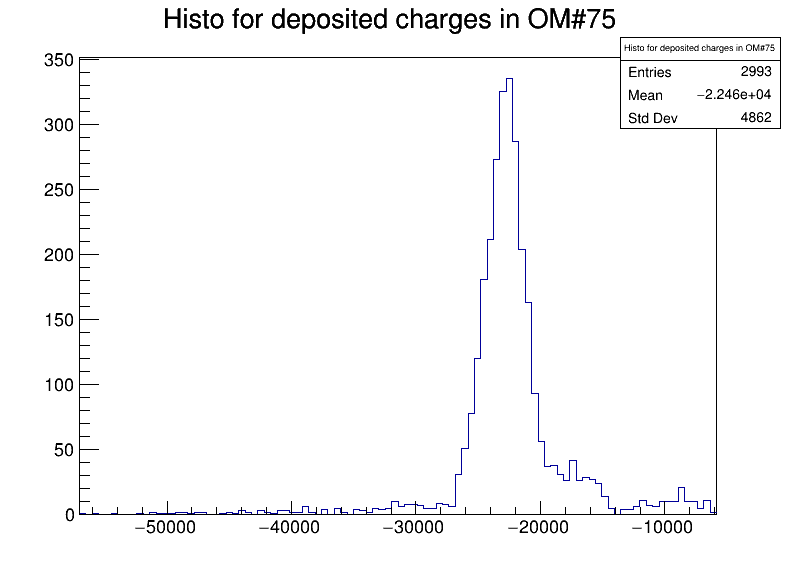 Histo for deposited charges in OM#75
Histo for deposited charges in OM#75
Entries 2993
Mean −2.246e+04
Std Dev 4862
350
300
250
200
150
100
50
0
−50000 −40000 −30000 −20000 −10000